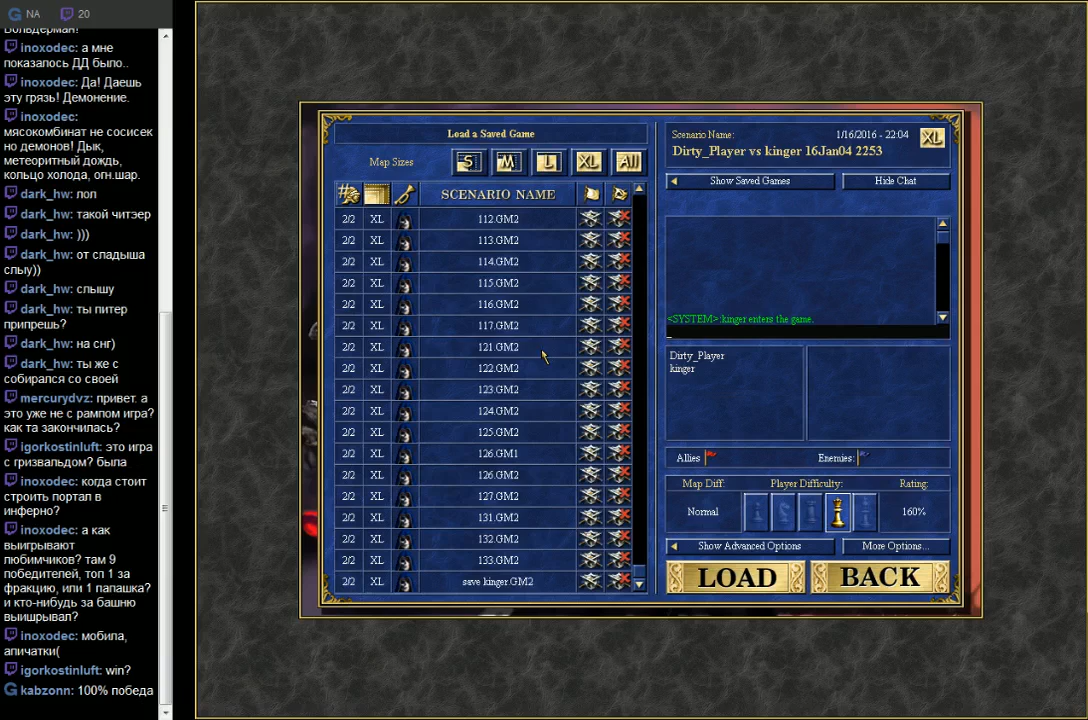 NA 20
Вольдерман!
inoxodec: а мне
показалось ДД было..
inoxodec: Да! Даешь
эту грязь! Демонение.
inoxodec:
мясокомбинат не сосисек
но демонов! Дык,
метеоритный дождь,
кольцо холода, огн.шар.
dark_hw: лол
dark_hw: такой читэер
dark_hw: )))
dark_hw: от сладыша
слыу))
dark_hw: слышу
dark_hw: ты питер
припрешь?
dark_hw: на снг)
dark_hw: ты же с
собирался со своей
mercurydvz: привет. а
это уже не с рампом игра?
как та закончилась?
igorkostinluft: это игра
с гризвальдом? была
inoxodec: когда стоит
строить портал в
инферно?
inoxodec: а как
выигрывают
любимчиков? там 9
победителей, топ 1 за
фракцию, или 1 папашка?
и кто-нибудь за башню
выишрывал?
inoxodec: мобила,
апичатки(
igorkostinluft: win?
kabzonn: 100% победа
Load a Saved Game
Map Sizes S M L XL All
SCENARIO NAME
2/2 XL 112.GM2
2/2 XL 113.GM2
2/2 XL 114.GM2
2/2 XL 115.GM2
2/2 XL 116.GM2
2/2 XL 117.GM2
2/2 XL 121.GM2
2/2 XL 122.GM2
2/2 XL 123.GM2
2/2 XL 124.GM2
2/2 XL 125.GM2
2/2 XL 126.GM1
2/2 XL 126.GM2
2/2 XL 127.GM2
2/2 XL 131.GM2
2/2 XL 132.GM2
2/2 XL 133.GM2
2/2 XL save kinger.GM2
Scenario Name: 1/16/2016 - 22:04 XL
Dirty_Player vs kinger 16Jan04 2253
Show Saved Games Hide Chat
<SYSTEM>:kinger enters the game.
Dirty_Player
kinger
Allies Enemies:
Map Diff: Player Difficulty: Rating:
Normal 160%
Show Advanced Options More Options...
LOAD BACK